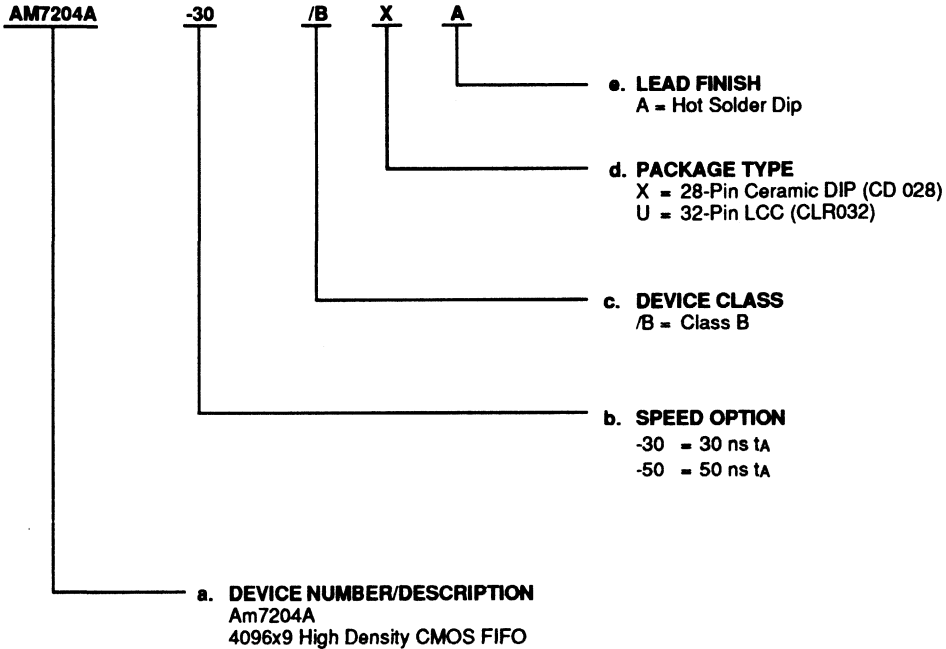 AM7204A -30 /B X A
e. LEAD FINISH
A = Hot Solder Dip
d. PACKAGE TYPE
X = 28-Pin Ceramic DIP (CD 028)
U = 32-Pin LCC (CLR032)
c. DEVICE CLASS
/B = Class B
b. SPEED OPTION
-30 = 30 ns tA
-50 = 50 ns tA
a. DEVICE NUMBER/DESCRIPTION
Am7204A
4096x9 High Density CMOS FIFO